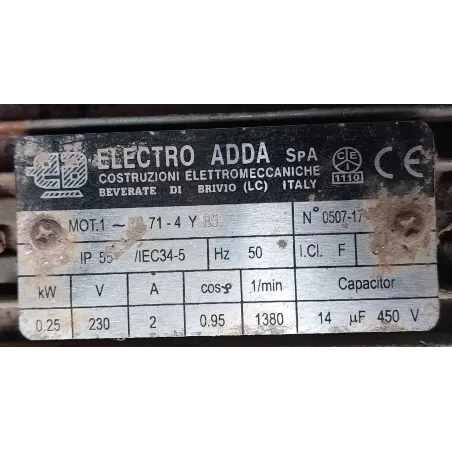 ELECTRO ADDA SpA
COSTRUZIONI ELETTROMECCANICHE
BEVERATE DI BRIVIO (LC) ITALY
CE
1110
MOT.1 ~ 71 - 4 Y N° 0507-17
IP 55 /IEC34-5 Hz 50 I.Cl. F
kW V A cosφ 1/min Capacitor
0.25 230 2 0.95 1380 14 µF 450 V